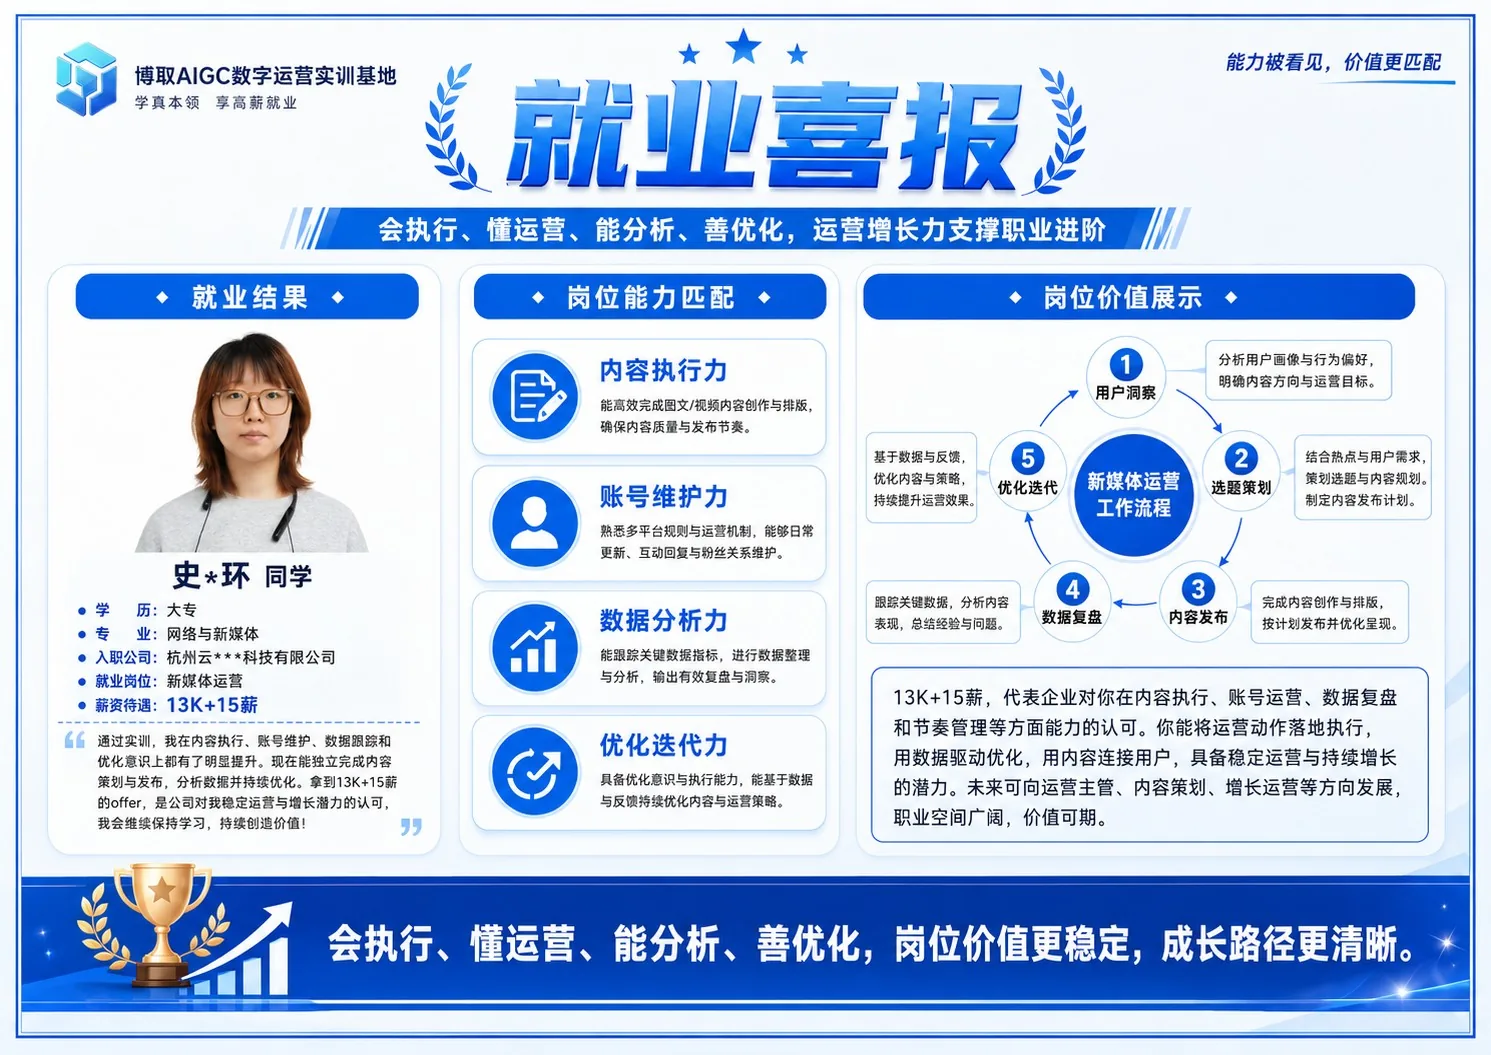 博取AIGC数字运营实训基地
学真本领 享高薪就业
能力被看见，价值更匹配
就业喜报
会执行、懂运营、能分析、善优化，运营增长力支撑职业进阶
就业结果
史*环 同学
学 历：大专
专 业：网络与新媒体
入职公司：杭州云***科技有限公司
就业岗位：新媒体运营
薪资待遇：13K+15薪
“
通过实训，我在内容执行、账号维护、数据跟踪和
优化意识上都有了明显提升。现在能独立完成内容
策划与发布，分析数据并持续优化。拿到13K+15薪
的offer，是公司对我稳定运营与增长潜力的认可，
我会继续保持学习，持续创造价值！
”
岗位能力匹配
内容执行力
能高效完成图文/视频内容创作与排版，
确保内容质量与发布节奏。
账号维护力
熟悉多平台规则与运营机制，能够日常
更新、互动回复与粉丝关系维护。
数据分析力
能跟踪关键数据指标，进行数据整理
与分析，输出有效复盘与洞察。
优化迭代力
具备优化意识与执行能力，能基于数据
与反馈持续优化内容与运营策略。
岗位价值展示
新媒体运营
工作流程
1
用户洞察
分析用户画像与行为偏好，
明确内容方向与运营目标。
2
选题策划
结合热点与用户需求，
策划选题与内容规划。
制定内容发布计划。
3
内容发布
完成内容创作与排版，
按计划发布并优化呈现。
4
数据复盘
跟踪关键数据，分析内容
表现，总结经验与问题。
5
优化迭代
基于数据与反馈，
优化内容与策略，
持续提升运营效果。
13K+15薪，代表企业对你在内容执行、账号运营、数据复盘
和节奏管理等方面能力的认可。你能将运营动作落地执行，
用数据驱动优化，用内容连接用户，具备稳定运营与持续增长
的潜力。未来可向运营主管、内容策划、增长运营等方向发展，
职业空间广阔，价值可期。
会执行、懂运营、能分析、善优化，岗位价值更稳定，成长路径更清晰。